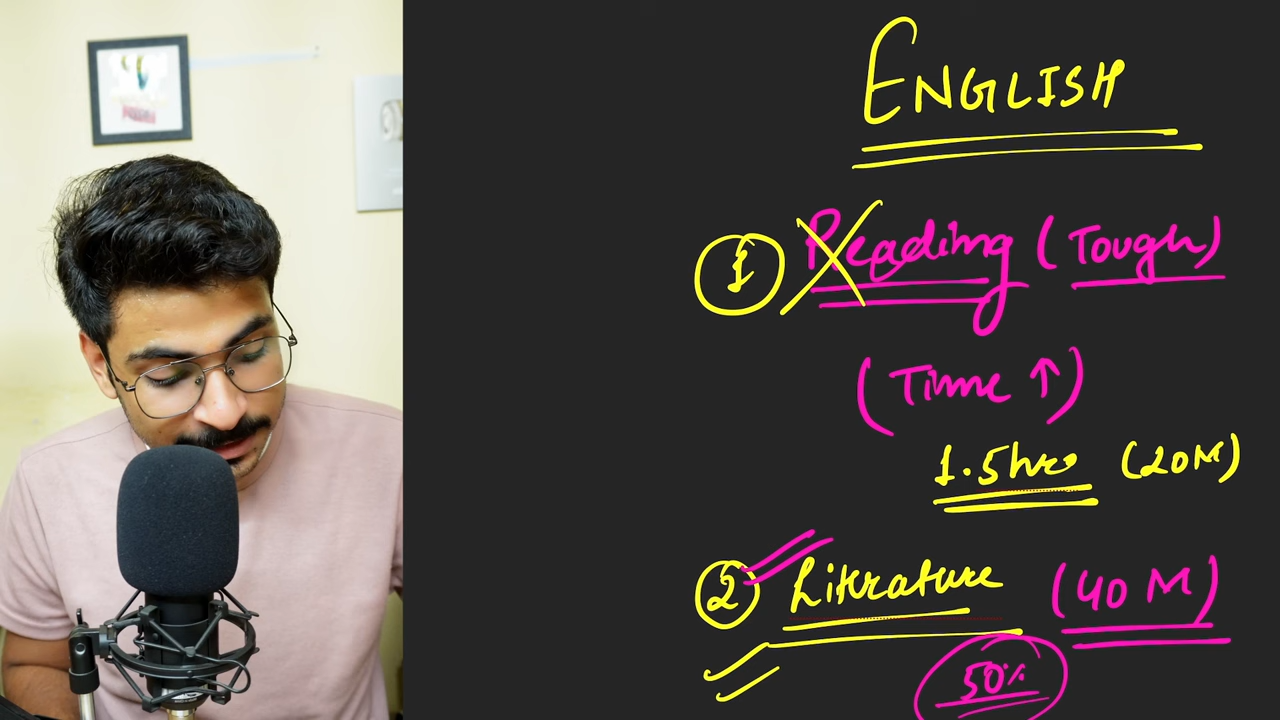 ENGLISH
1 Reading (Tough)
(Time ↑)
1.5hrs (20M)
2 Literature (40 M)
50%